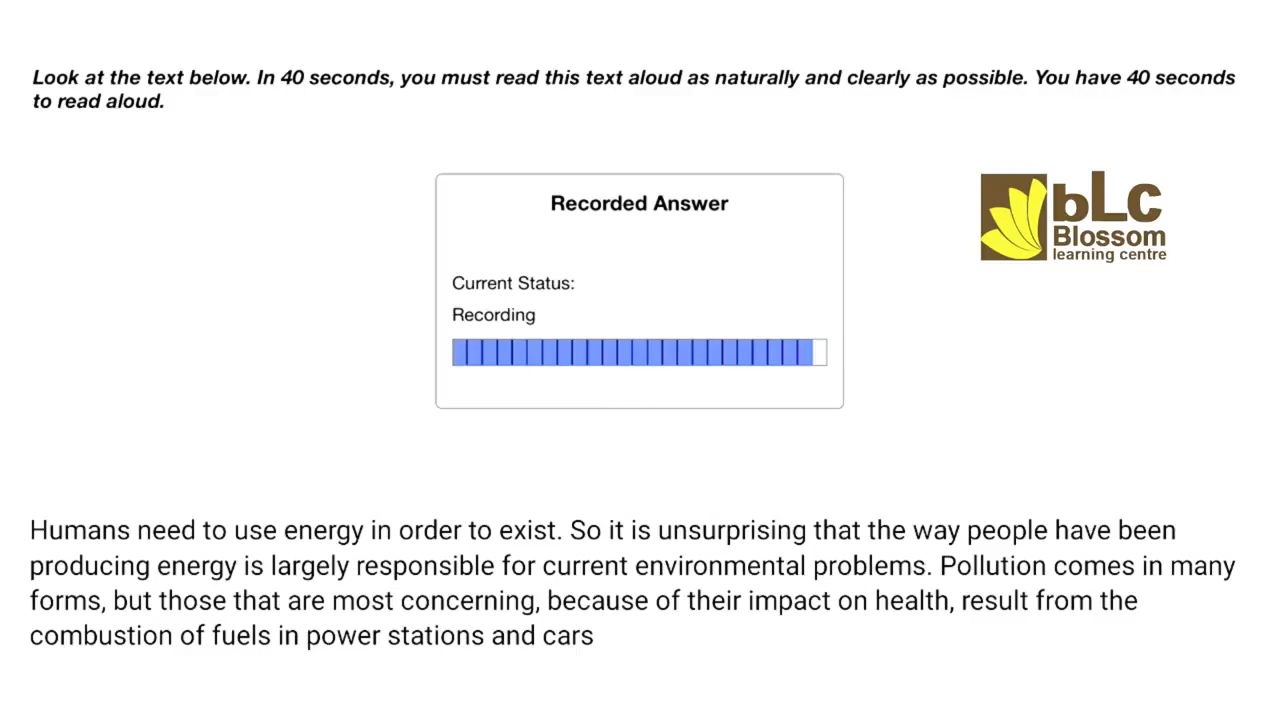 Look at the text below. In 40 seconds, you must read this text aloud as naturally and clearly as possible. You have 40 seconds
to read aloud.
Recorded Answer
bLc
Blossom
learning centre
Current Status:
Recording
Humans need to use energy in order to exist. So it is unsurprising that the way people have been
producing energy is largely responsible for current environmental problems. Pollution comes in many
forms, but those that are most concerning, because of their impact on health, result from the
combustion of fuels in power stations and cars